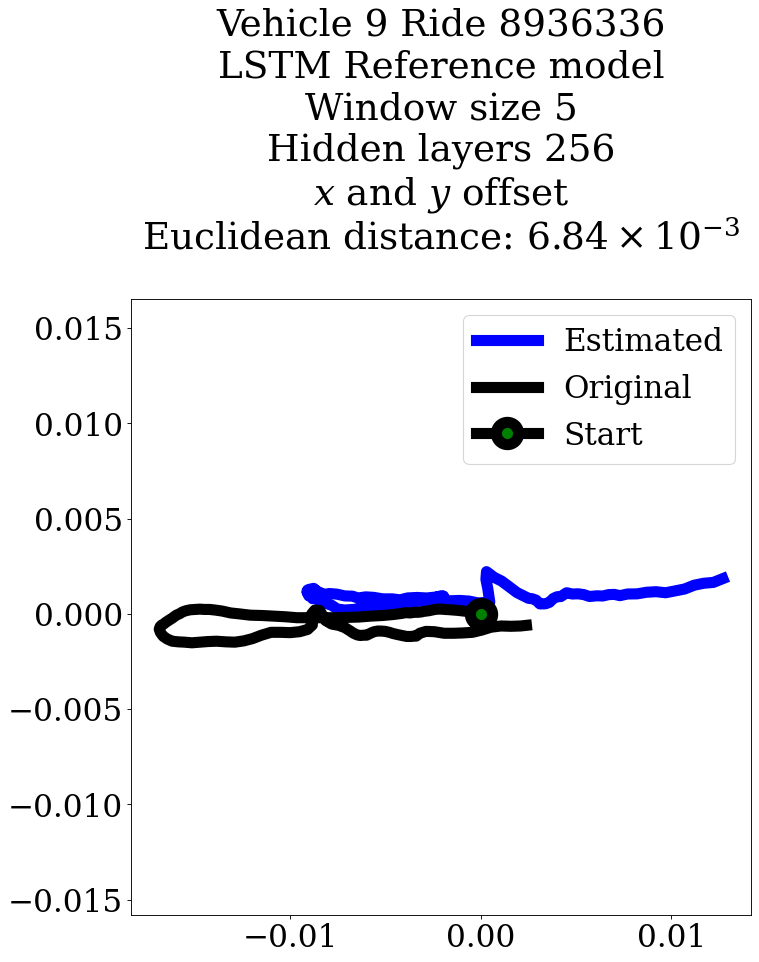 Vehicle 9 Ride 8936336
LSTM Reference model
Window size 5
Hidden layers 256
x and y offset
Euclidean distance: 6.84 × 10⁻³
0.015
0.010
0.005
0.000
−0.005
−0.010
−0.015
Estimated
Original
Start
−0.01
0.00
0.01